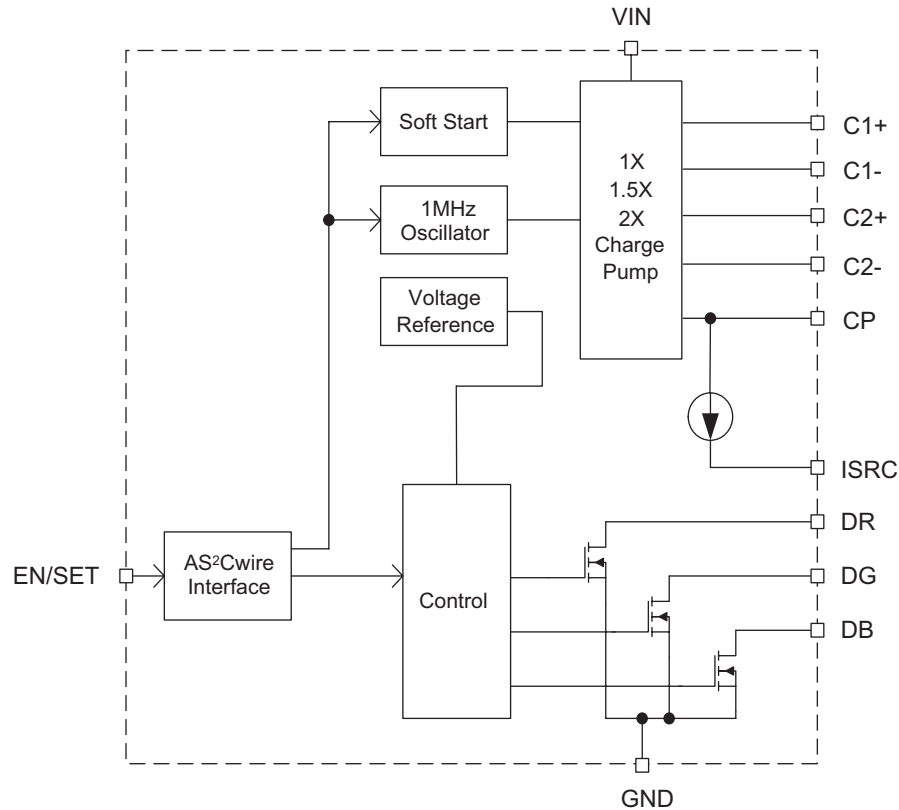 VIN
Soft Start
1MHz
Oscillator
Voltage
Reference
1X
1.5X
2X
Charge
Pump
C1+
C1-
C2+
C2-
CP
ISRC
DR
DG
DB
EN/SET
AS²Cwire
Interface
Control
GND